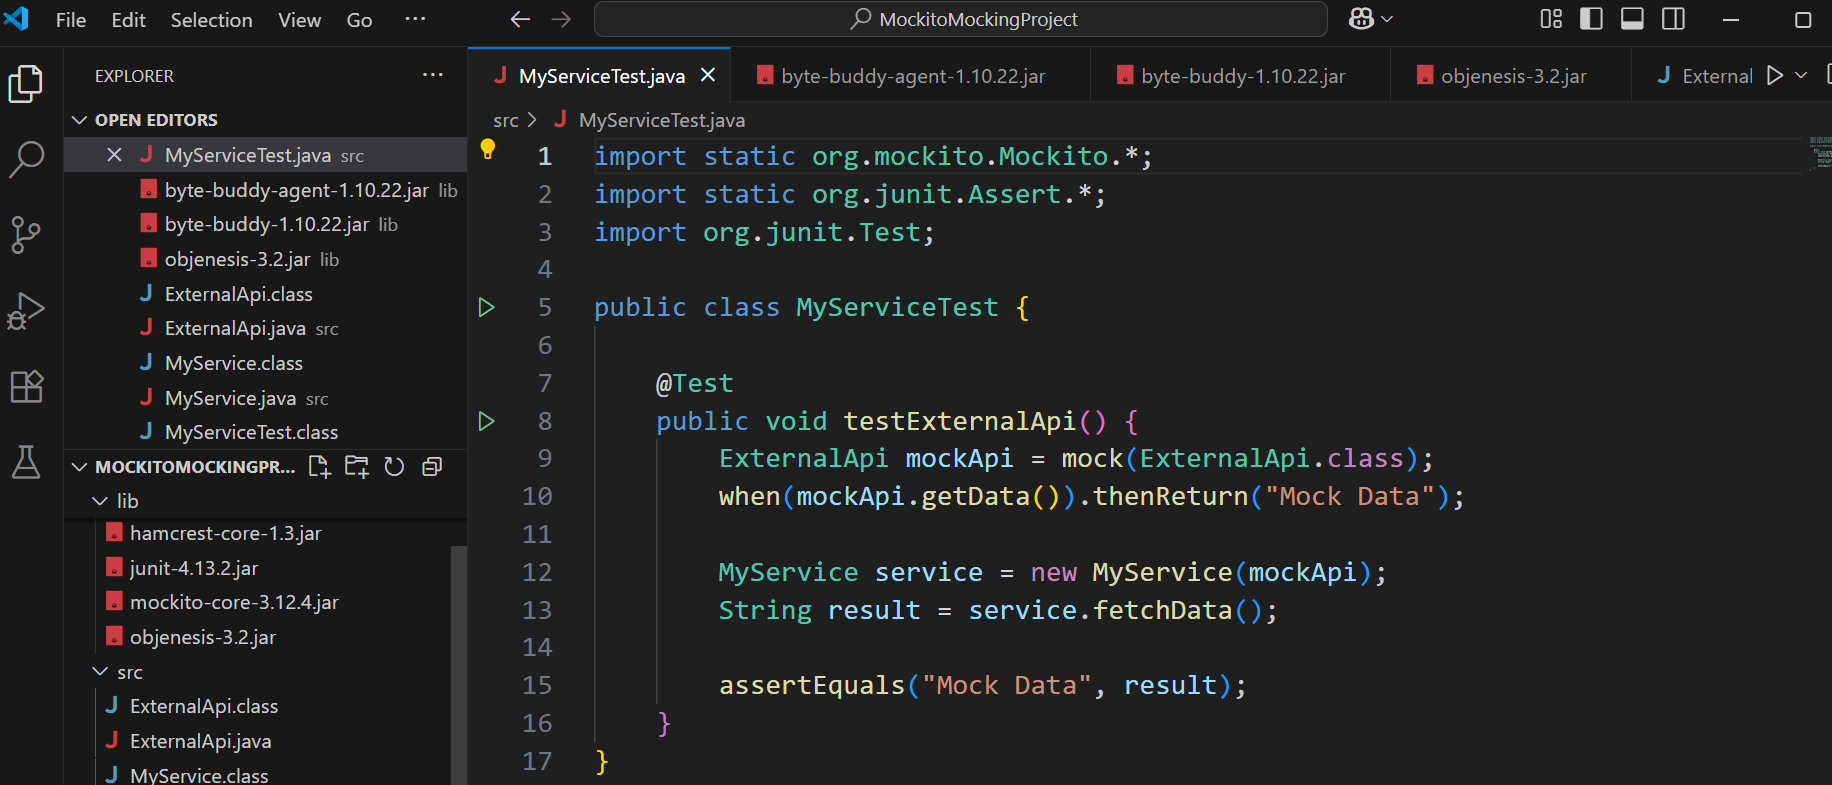 File Edit Selection View Go ··· MockitoMockingProject
EXPLORER ···
OPEN EDITORS
MyServiceTest.java src
byte-buddy-agent-1.10.22.jar lib
byte-buddy-1.10.22.jar lib
objenesis-3.2.jar lib
ExternalApi.class
ExternalApi.java src
MyService.class
MyService.java src
MyServiceTest.class
MOCKITOMOCKINGPR...
lib
hamcrest-core-1.3.jar
junit-4.13.2.jar
mockito-core-3.12.4.jar
objenesis-3.2.jar
src
ExternalApi.class
ExternalApi.java
MyService.class
MyServiceTest.java byte-buddy-agent-1.10.22.jar byte-buddy-1.10.22.jar objenesis-3.2.jar External
src > MyServiceTest.java
1 import static org.mockito.Mockito.*;
2 import static org.junit.Assert.*;
3 import org.junit.Test;
4
5 public class MyServiceTest {
6
7 @Test
8 public void testExternalApi() {
9 ExternalApi mockApi = mock(ExternalApi.class);
10 when(mockApi.getData()).thenReturn("Mock Data");
11
12 MyService service = new MyService(mockApi);
13 String result = service.fetchData();
14
15 assertEquals("Mock Data", result);
16 }
17 }